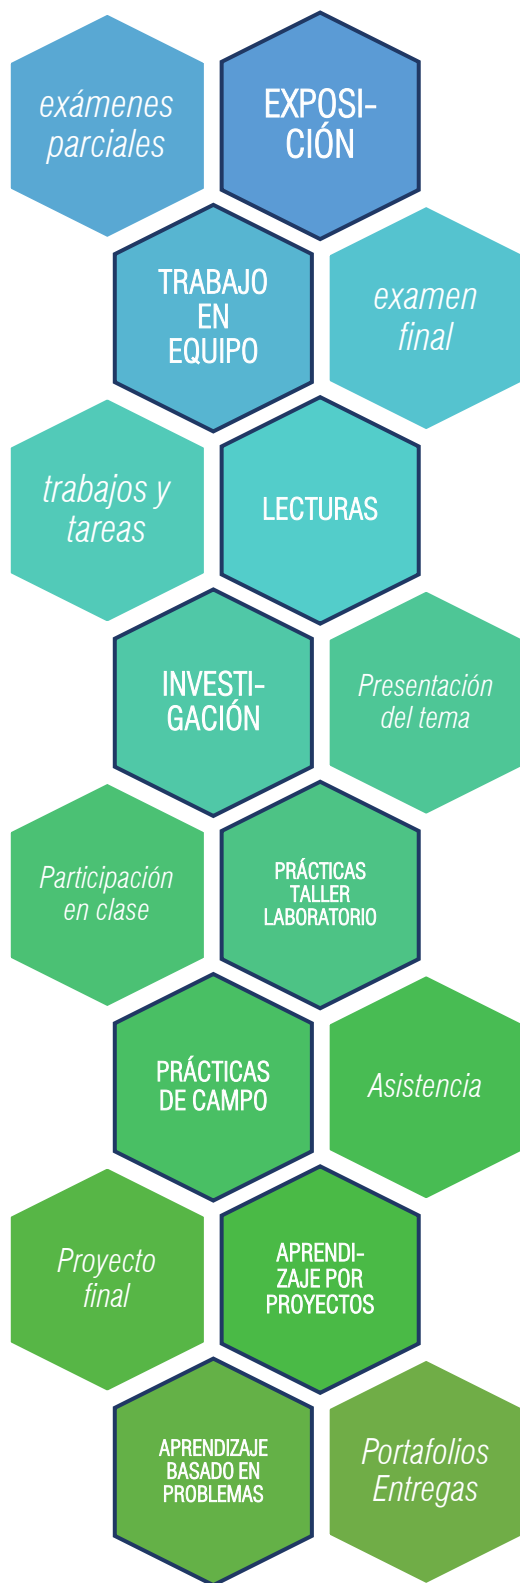 exámenes
parciales
EXPOSI-
CIÓN
TRABAJO
EN
EQUIPO
examen
final
trabajos y
tareas
LECTURAS
INVESTI-
GACIÓN
Presentación
del tema
Participación
en clase
PRÁCTICAS
TALLER
LABORATORIO
PRÁCTICAS
DE CAMPO
Asistencia
Proyecto
final
APRENDI-
ZAJE POR
PROYECTOS
APRENDIZAJE
BASADO EN
PROBLEMAS
Portafolios
Entregas